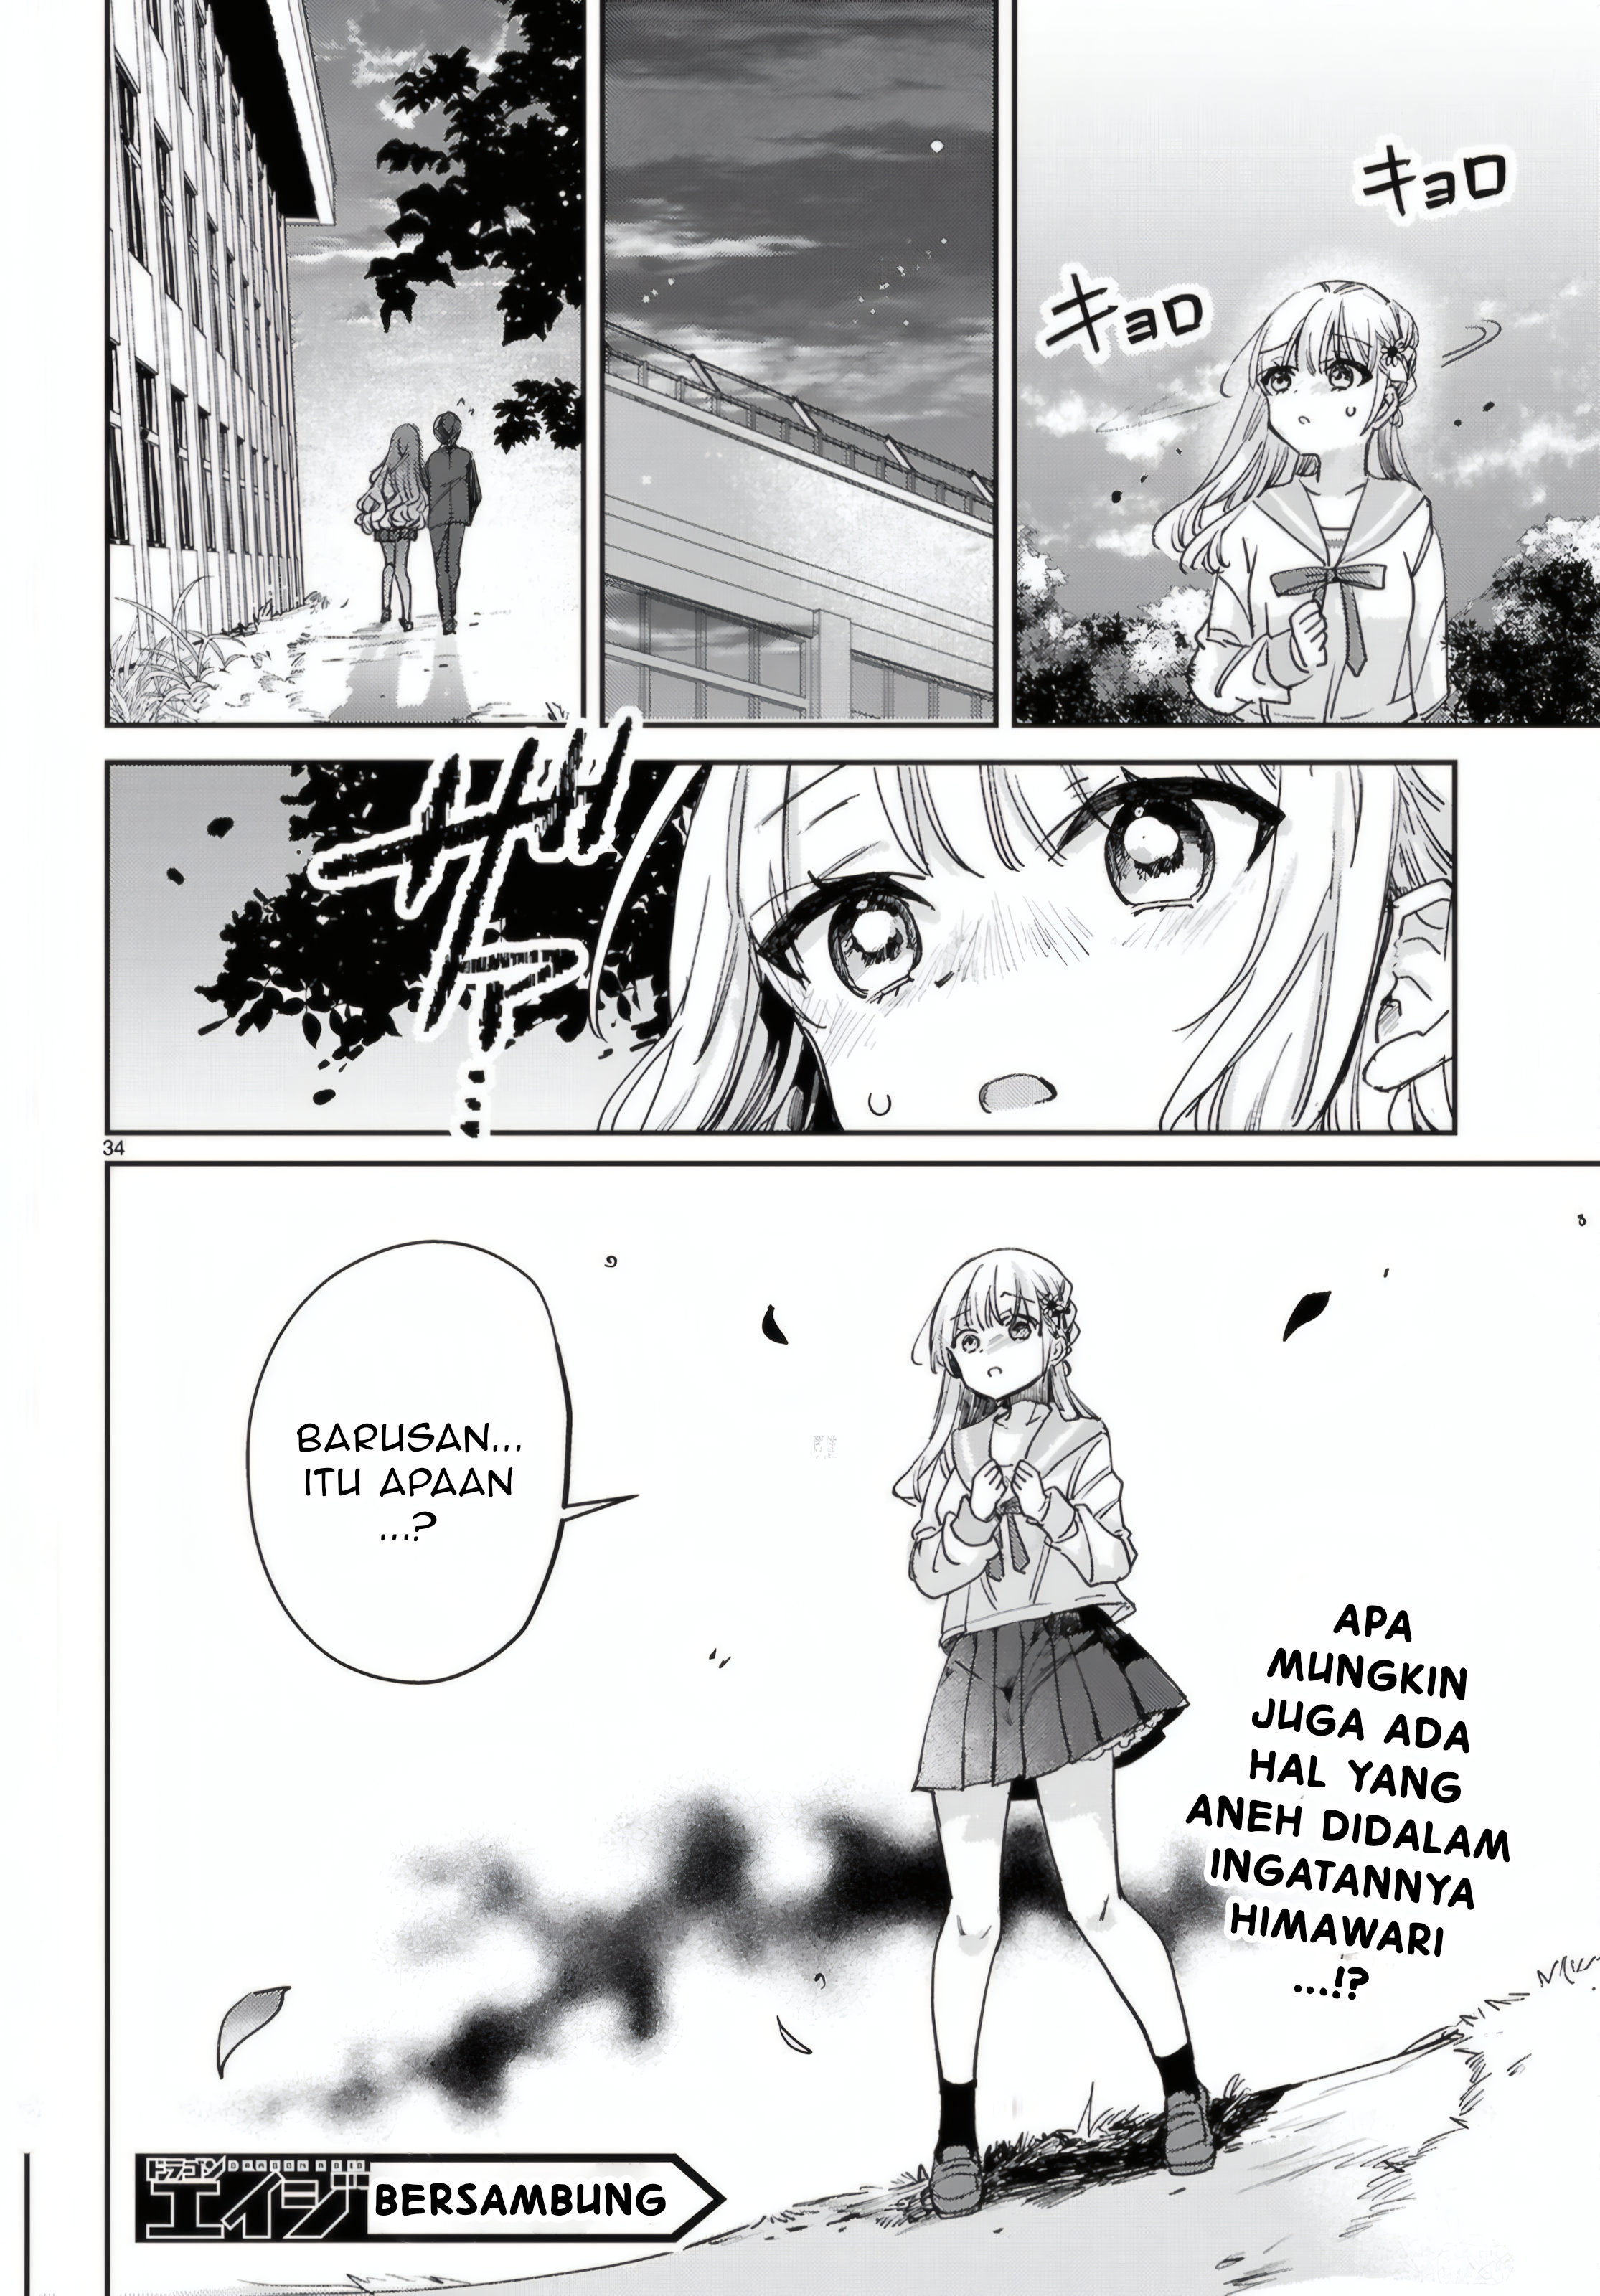 キョロ
キョロ
ザァ
…
34
BARUSAN...
ITU APAAN
...?
APA
MUNGKIN
JUGA ADA
HAL YANG
ANEH DIDALAM
INGATANNYA
HIMAWARI
...!?
ドラゴン DRAGON AGE
エイジ
BERSAMBUNG